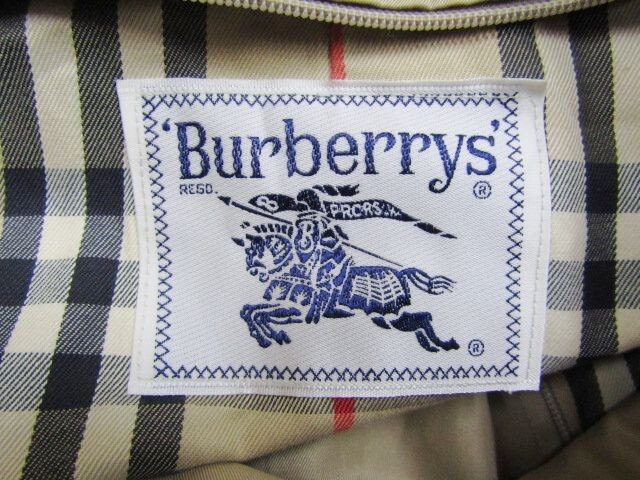 'Burberrys'
REGD. ®
B PRORSUM
®